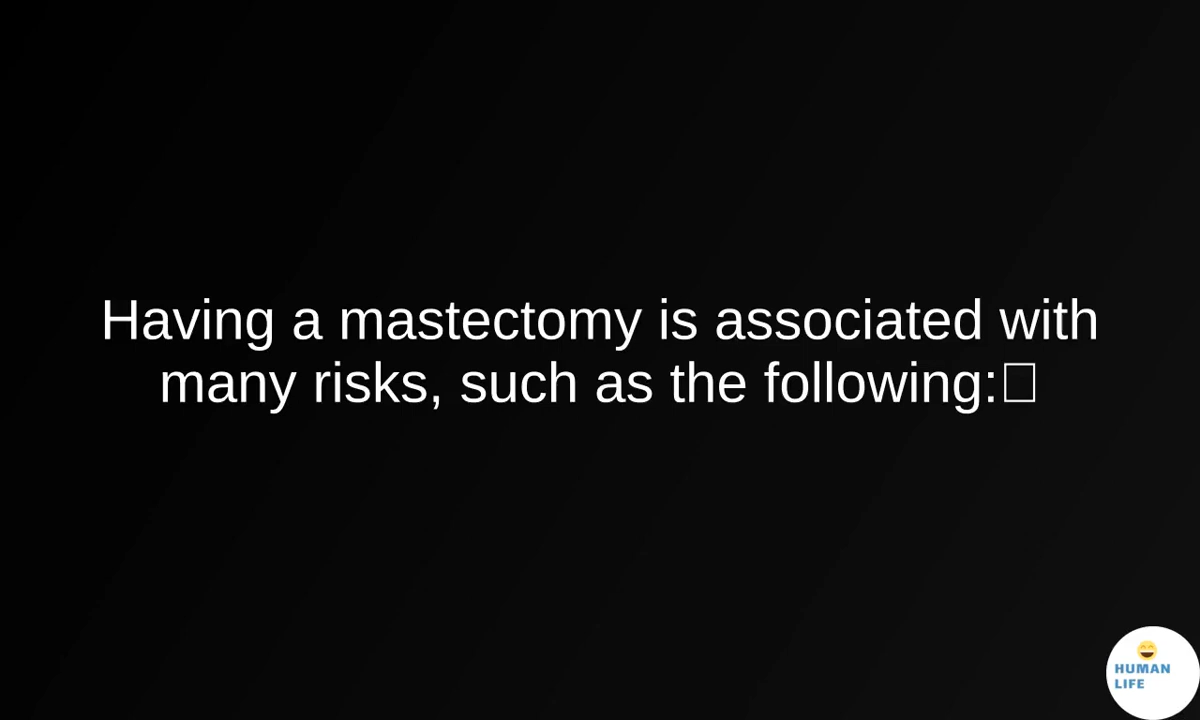 Having a mastectomy is associated with
many risks, such as the following:
HUMAN
LIFE